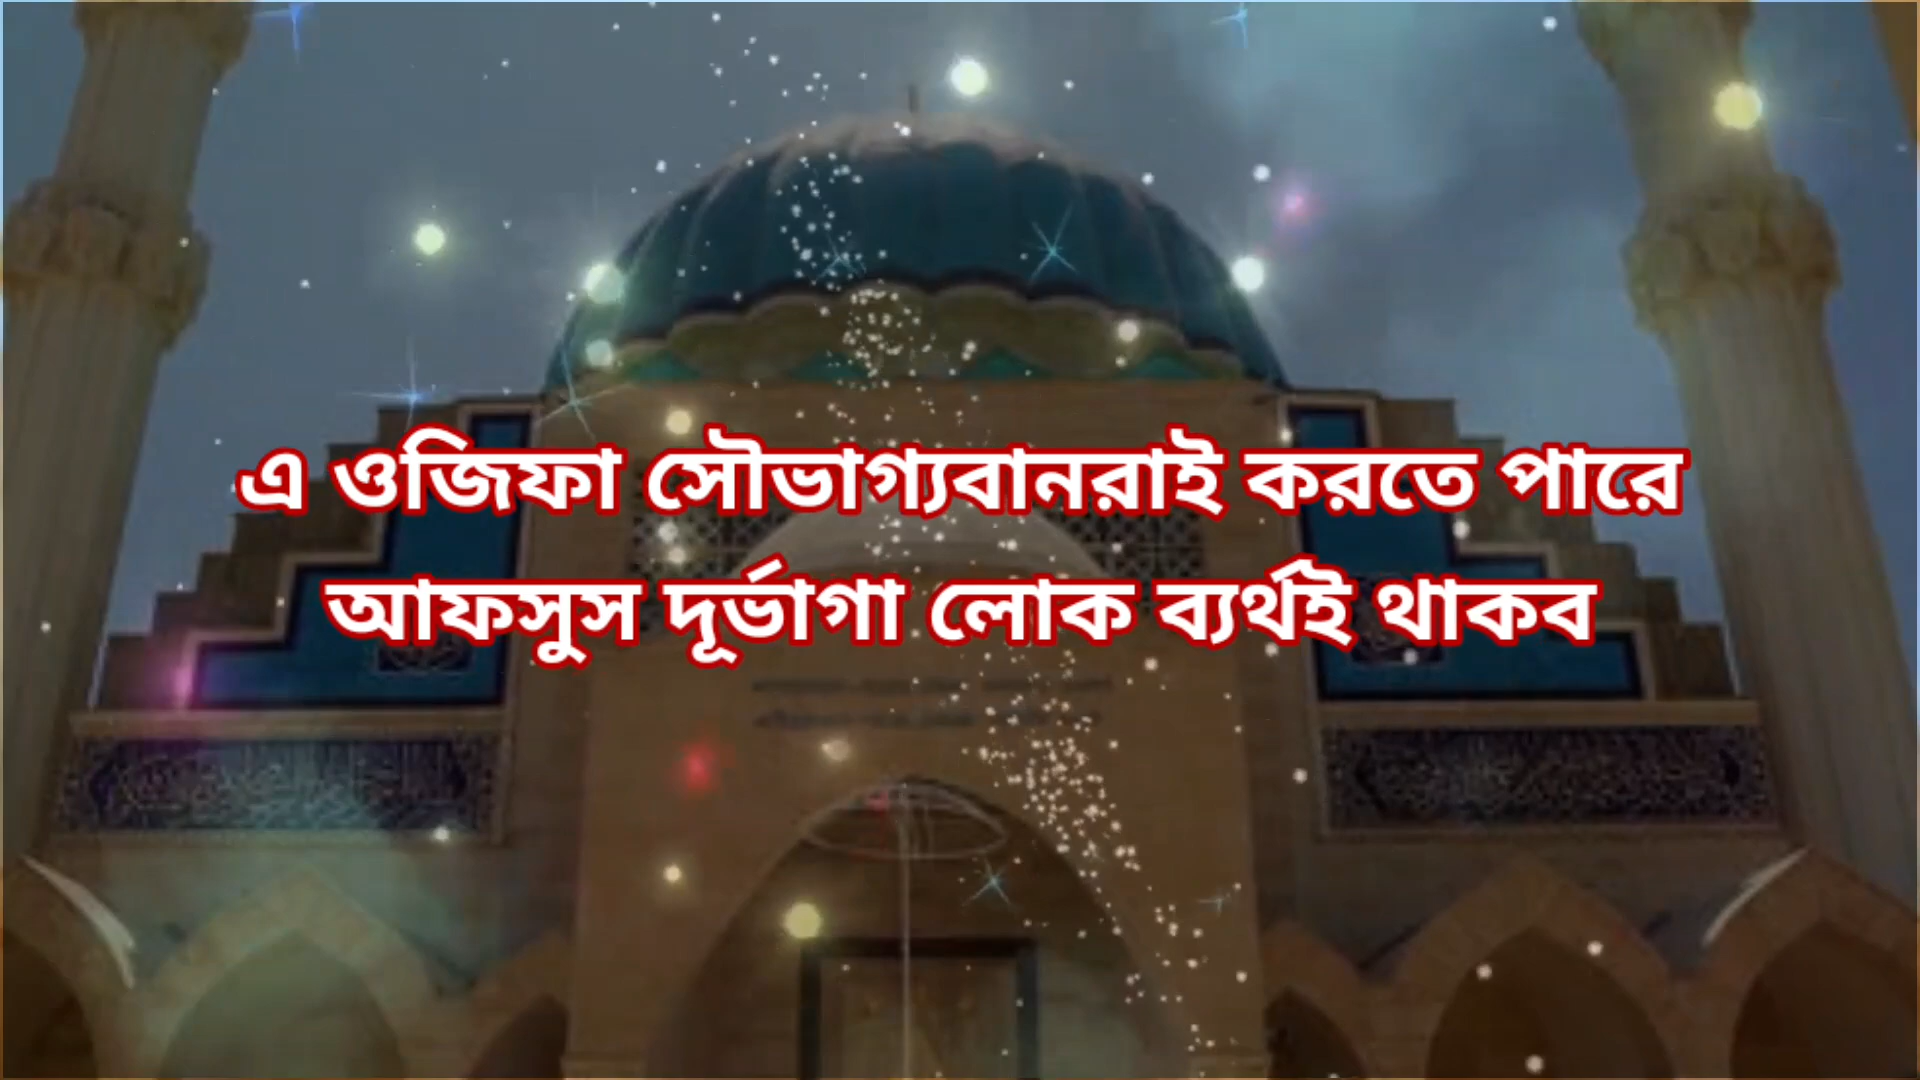 এ ওজিফা সৌভাগ্যবানরাই করতে পারে
আফসুস দূর্ভাগা লোক ব্যর্থই থাকব